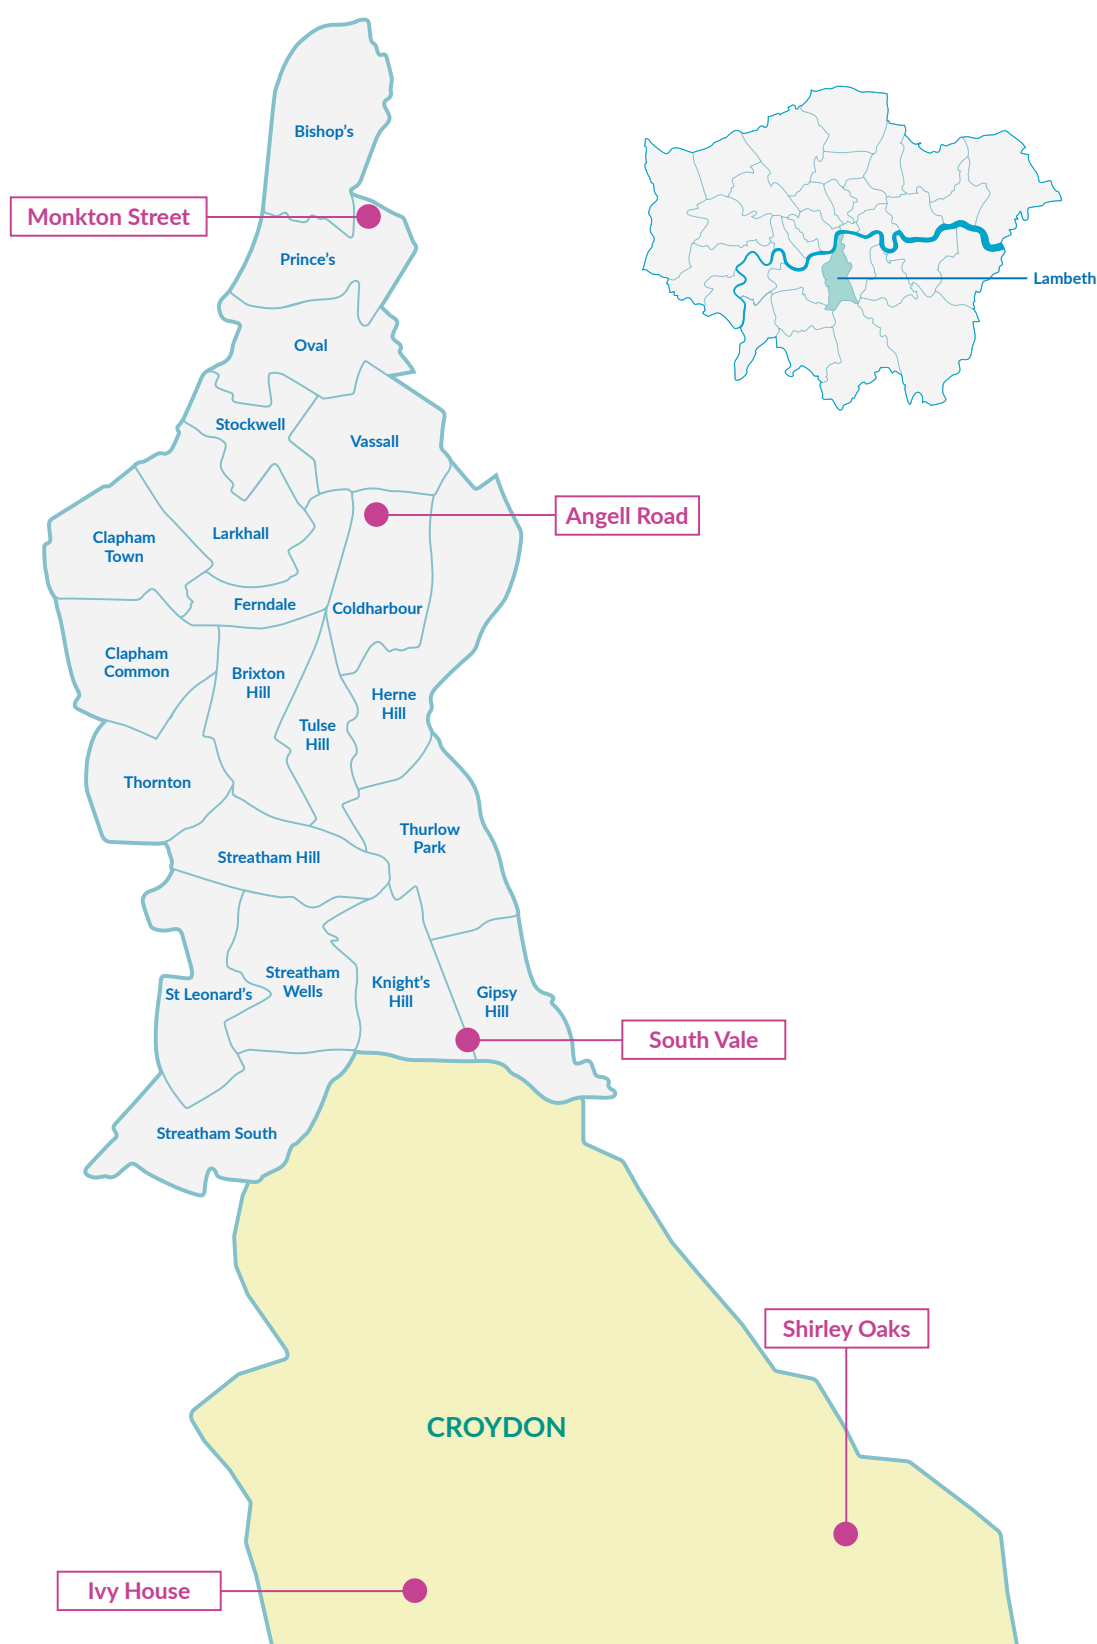 Bishop’s
Monkton Street
Prince’s
Lambeth
Oval
Stockwell
Vassall
Angell Road
Larkhall
Clapham
Town
Ferndale
Coldharbour
Clapham
Common
Brixton
Hill
Herne
Hill
Tulse
Hill
Thornton
Thurlow
Park
Streatham Hill
Streatham
Wells
Knight’s
Hill
St Leonard’s
Gipsy
Hill
South Vale
Streatham South
Shirley Oaks
CROYDON
Ivy House